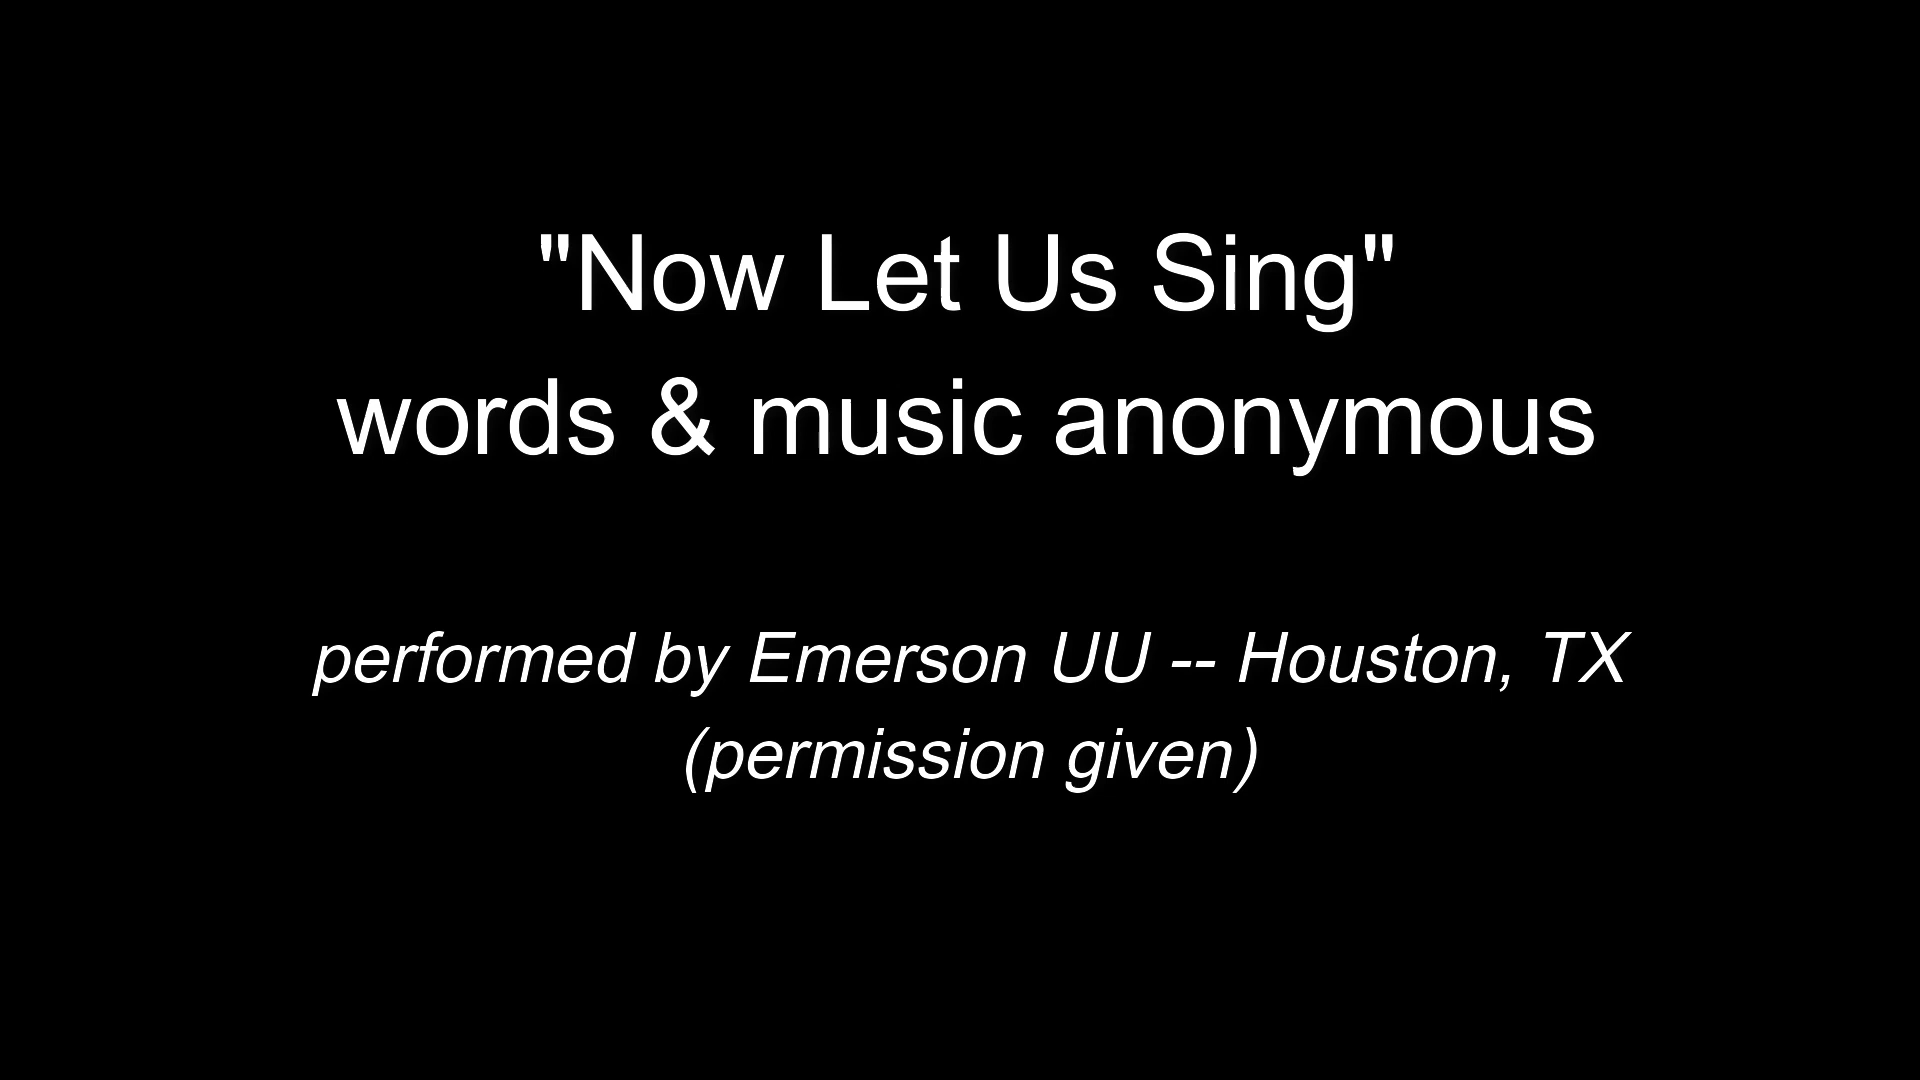 "Now Let Us Sing"
words & music anonymous
performed by Emerson UU -- Houston, TX
(permission given)